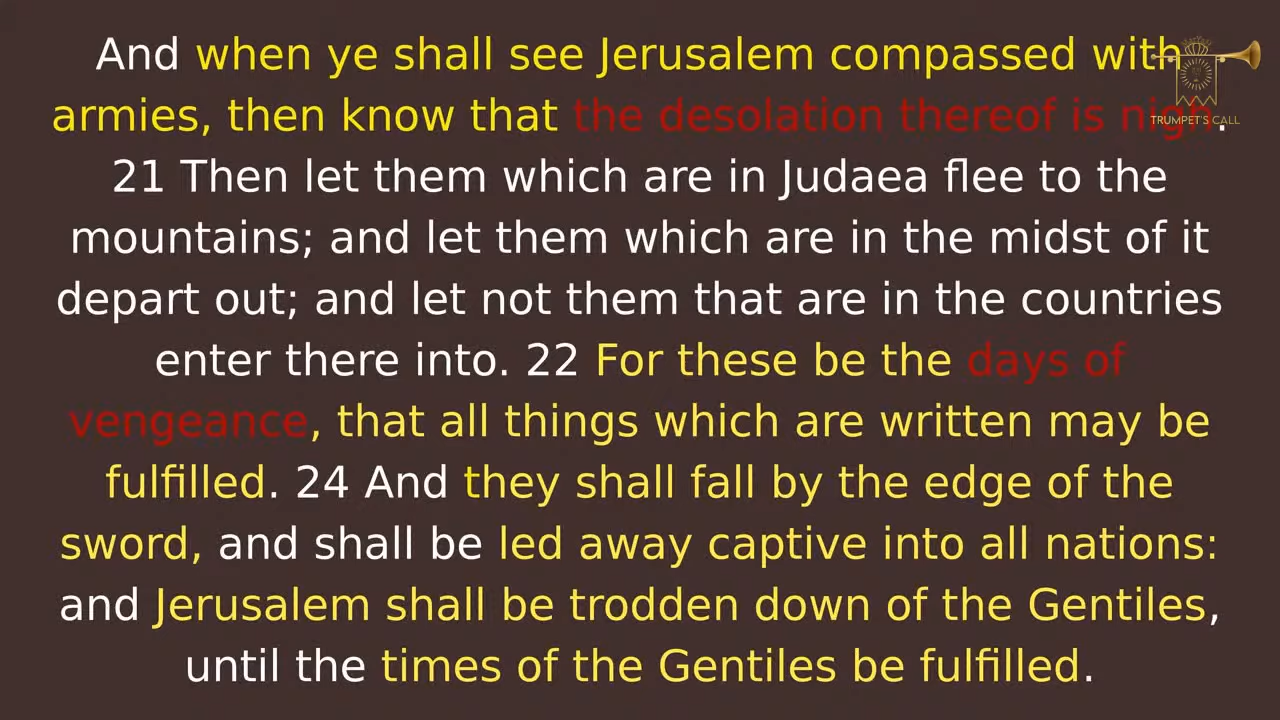 And when ye shall see Jerusalem compassed with
armies, then know that the desolation thereof is nigh.
TRUMPET'S CALL
21 Then let them which are in Judaea flee to the
mountains; and let them which are in the midst of it
depart out; and let not them that are in the countries
enter there into. 22 For these be the days of
vengeance, that all things which are written may be
fulfilled. 24 And they shall fall by the edge of the
sword, and shall be led away captive into all nations:
and Jerusalem shall be trodden down of the Gentiles,
until the times of the Gentiles be fulfilled.